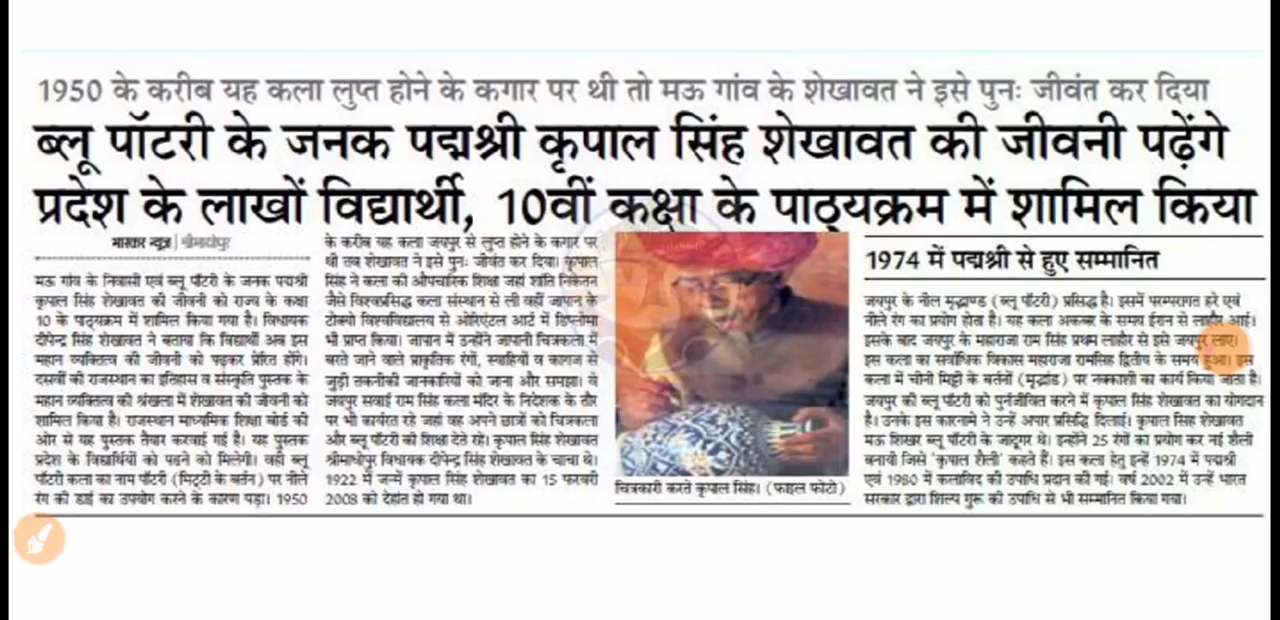 1950 के करीब यह कला लुप्त होने के कगार पर थी तो मऊ गांव के शेखावत ने इसे पुनः जीवंत कर दिया
ब्लू पॉटरी के जनक पद्मश्री कृपाल सिंह शेखावत की जीवनी पढ़ेंगे
प्रदेश के लाखों विद्यार्थी, 10वीं कक्षा के पाठ्यक्रम में शामिल किया
भास्कर न्यूज | श्रीमाधोपुर
मऊ गांव के निवासी एवं ब्लू पॉटरी के जनक पद्मश्री
कृपाल सिंह शेखावत की जीवनी को राज्य के कक्षा
10 के पाठ्यक्रम में शामिल किया गया है। विधायक
दीपेन्द्र सिंह शेखावत ने बताया कि विद्यार्थी अब इस
महान व्यक्तित्व की जीवनी को पढ़कर प्रेरित होंगे।
दसवीं की राजस्थान का इतिहास व संस्कृति पुस्तक के
महान व्यक्तित्व की श्रंखला में शेखावत की जीवनी को
शामिल किया है। राजस्थान माध्यमिक शिक्षा बोर्ड की
ओर से यह पुस्तक तैयार करवाई गई है। यह पुस्तक
प्रदेश के विद्यार्थियों को पढने को मिलेगी। वहीं ब्लू
पॉटरी कला का नाम पॉटरी (मिट्टी के बर्तन) पर नीले
रंग की डाई का उपयोग करने के कारण पड़ा। 1950
के करीब यह कला जयपुर से लुप्त होने के कगार पर
थी तब शेखावत ने इसे पुनः जीवंत कर दिया। कृपाल
सिंह ने कला की औपचारिक शिक्षा जहां शांति निकेतन
जैसे विश्वप्रसिद्ध कला संस्थान से ली वहीं जापान के
टोक्यो विश्वविद्यालय से ओरिएंटल आर्ट में डिप्लोमा
भी प्राप्त किया। जापान में उन्होंने जापानी चित्रकला में
बरते जाने वाले प्राकृतिक रंगों, स्याहियों व कागज से
जुड़ी तकनीकी जानकारियों को जाना और समझा। वे
जयपुर सवाई राम सिंह कला मंदिर के निदेशक के तौर
पर भी कार्यरत रहे जहां वह अपने छात्रों को चित्रकला
और ब्लू पॉटरी की शिक्षा देते रहे। कृपाल सिंह शेखावत
श्रीमाधोपुर विधायक दीपेन्द्र सिंह शेखावत के चाचा थे।
1922 में जन्में कृपाल सिंह शेखावत का 15 फरवरी
2008 को देहांत हो गया था।
चित्रकारी करते कृपाल सिंह। (फाइल फोटो)
1974 में पद्मश्री से हुए सम्मानित
जयपुर के नील मृद्भाण्ड (ब्लू पॉटरी) प्रसिद्ध है। इसमें परम्परागत हरे एवं
नीले रंग का प्रयोग होता है। यह कला अकबर के समय ईरान से लाहौर आई।
इसके बाद जयपुर के महाराजा राम सिंह प्रथम लाहौर से इसे जयपुर लाए।
इस कला का सर्वाधिक विकास महाराजा रामसिंह द्वितीय के समय हुआ। इस
कला में चीनी मिट्टी के बर्तनों (मृद्भांड) पर नक्काशी का कार्य किया जाता है।
जयपुर की ब्लू पॉटरी को पुर्नजीवित करने में कृपाल सिंह शेखावत का योगदान
है। उनके इस कारनामे ने उन्हें अपार प्रसिद्धि दिलाई। कृपाल सिंह शेखावत
मऊ शिखर ब्लू पॉटरी के जादूगर थे। इन्होंने 25 रंगों का प्रयोग कर नई शैली
बनायी जिसे 'कृपाल शैली' कहते हैं। इस कला हेतु इन्हें 1974 में पद्मश्री
एवं 1980 में कलाविद की उपाधि प्रदान की गई। वर्ष 2002 में उन्हें भारत
सरकार द्वारा शिल्प गुरू की उपाधि से भी सम्मानित किया गया।